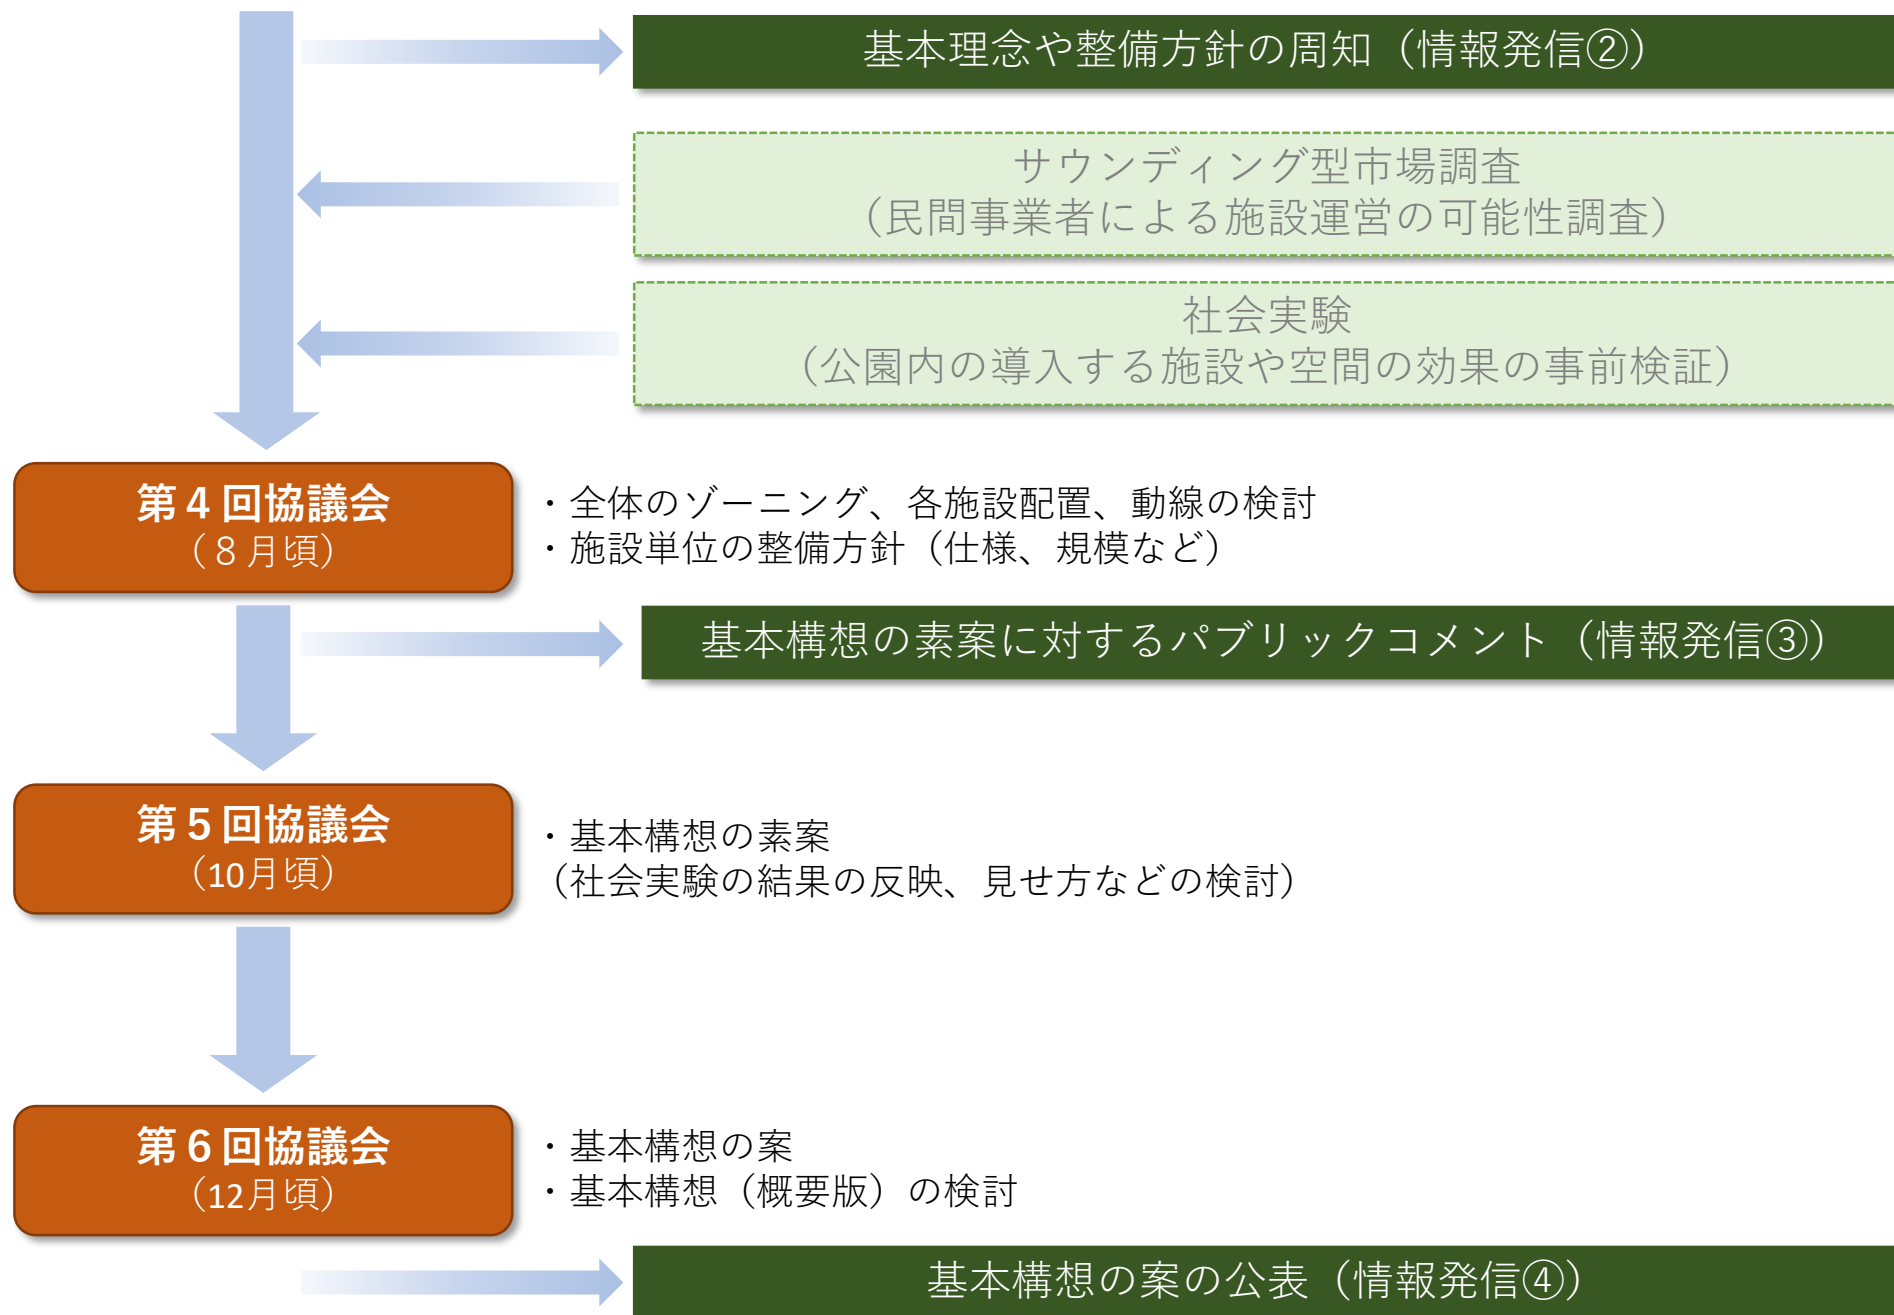 基本理念や整備方針の周知（情報発信②）
サウンディング型市場調査
（民間事業者による施設運営の可能性調査）
社会実験
（公園内の導入する施設や空間の効果の事前検証）
第４回協議会
（８月頃）
・全体のゾーニング、各施設配置、動線の検討
・施設単位の整備方針（仕様、規模など）
基本構想の素案に対するパブリックコメント（情報発信③）
第５回協議会
（10月頃）
・基本構想の素案
（社会実験の結果の反映、見せ方などの検討）
第６回協議会
（12月頃）
・基本構想の案
・基本構想（概要版）の検討
基本構想の案の公表（情報発信④）